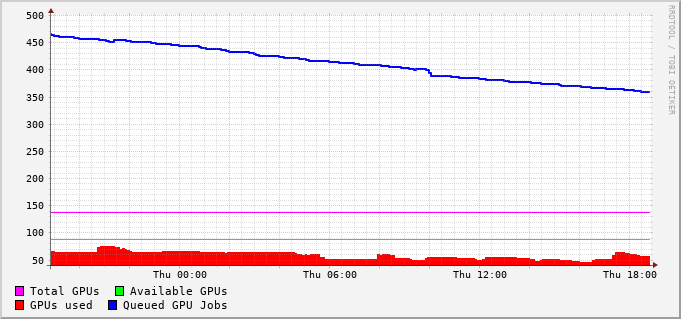 500
450
400
350
300
250
200
150
100
50
Thu 00:00 Thu 06:00 Thu 12:00 Thu 18:00
Total GPUs Available GPUs
GPUs used Queued GPU Jobs
RRDTOOL / TOBI OETIKER